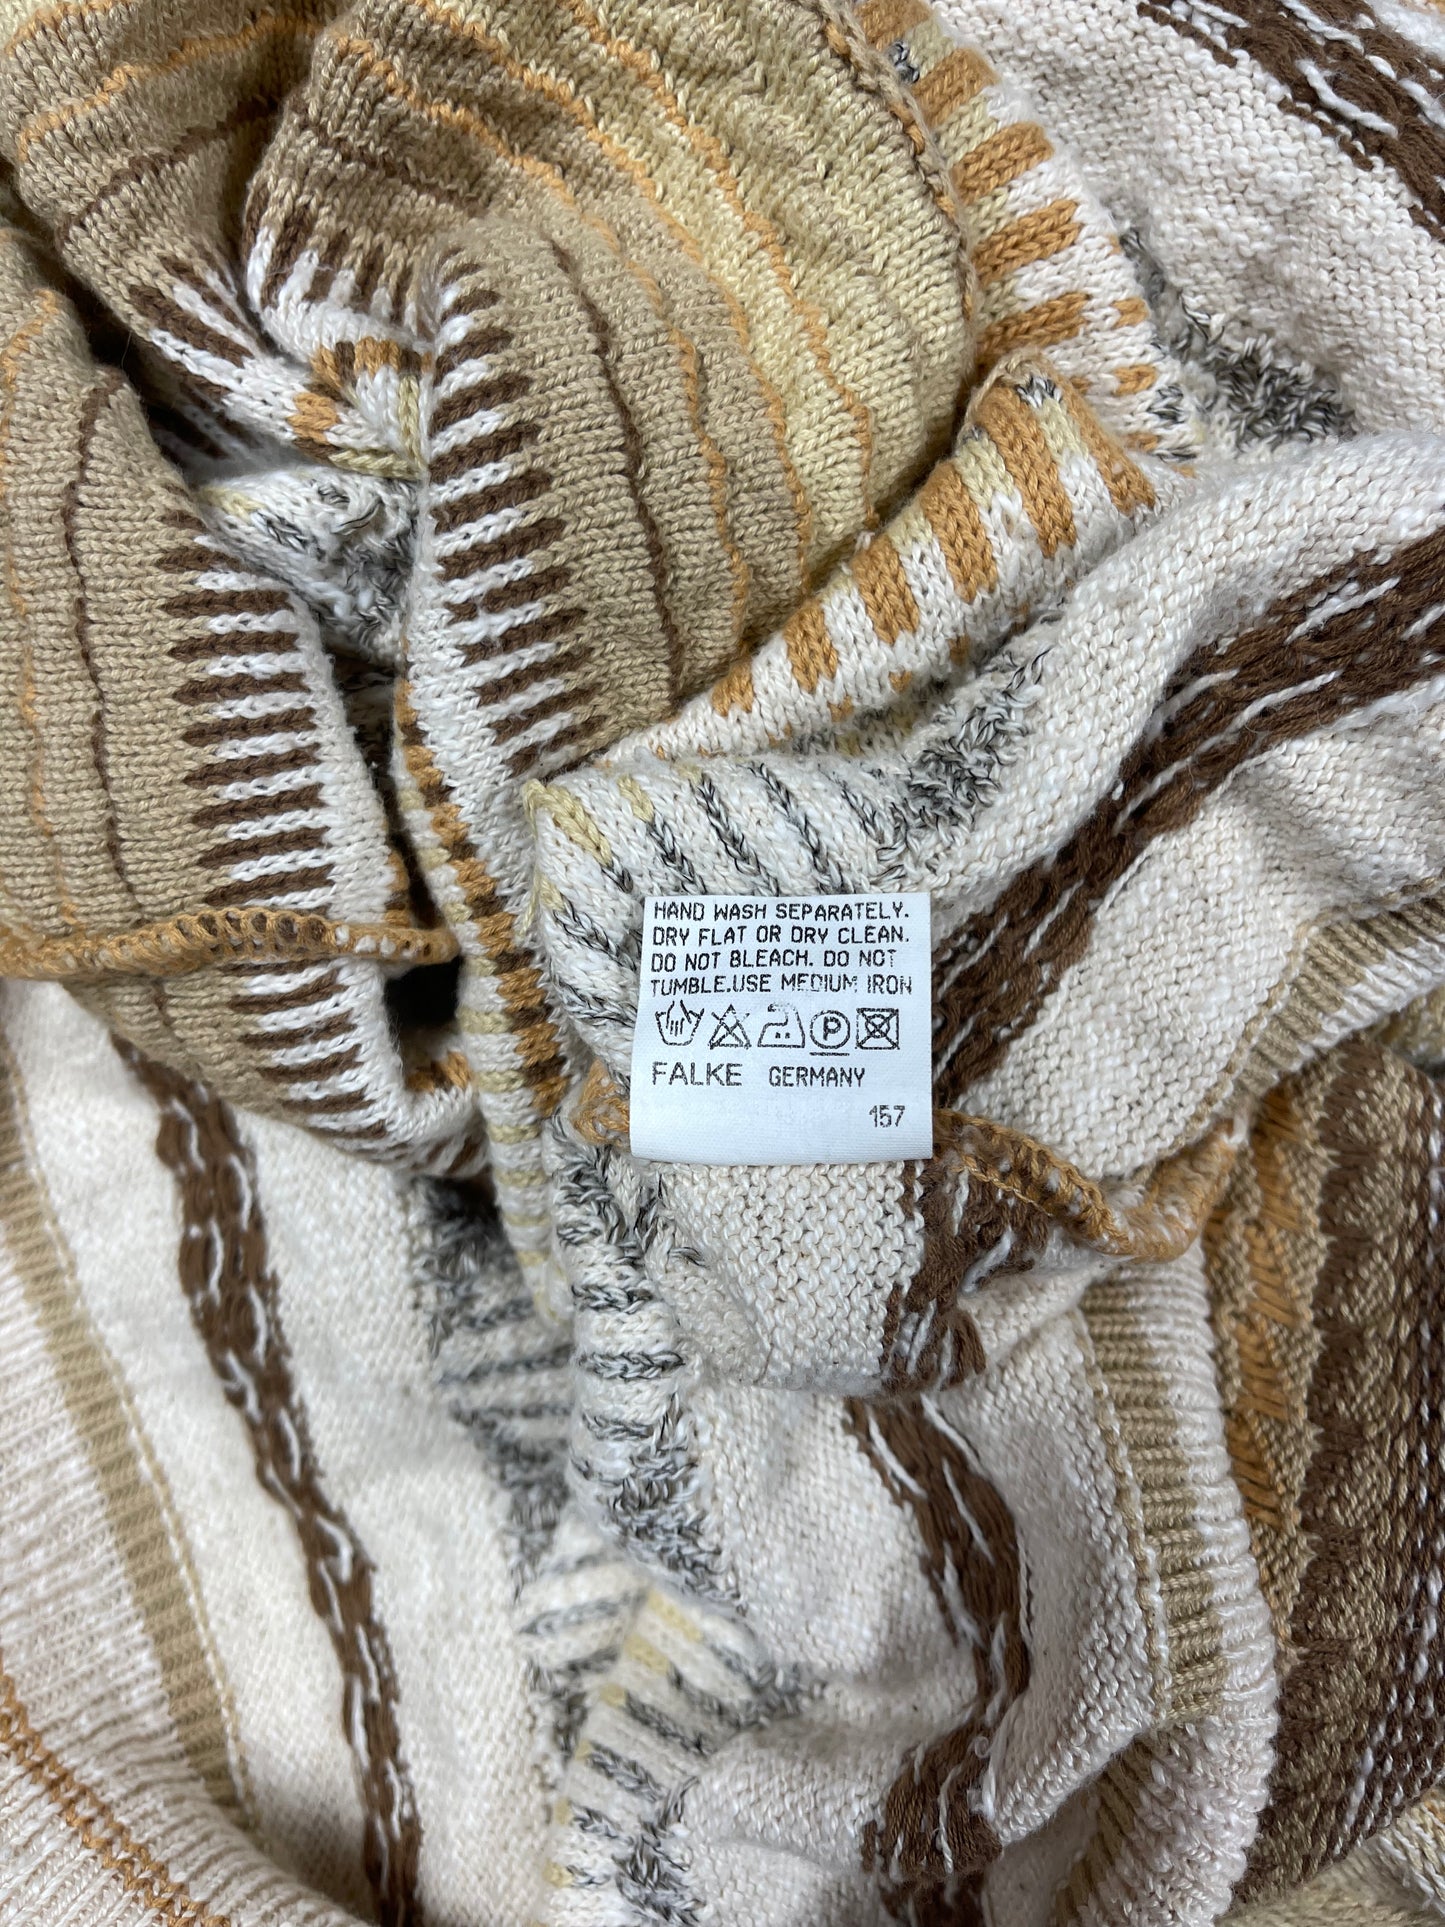 HAND WASH SEPARATELY.
DRY FLAT OR DRY CLEAN.
DO NOT BLEACH. DO NOT
TUMBLE.USE MEDIUM IRON
P
FALKE GERMANY
157